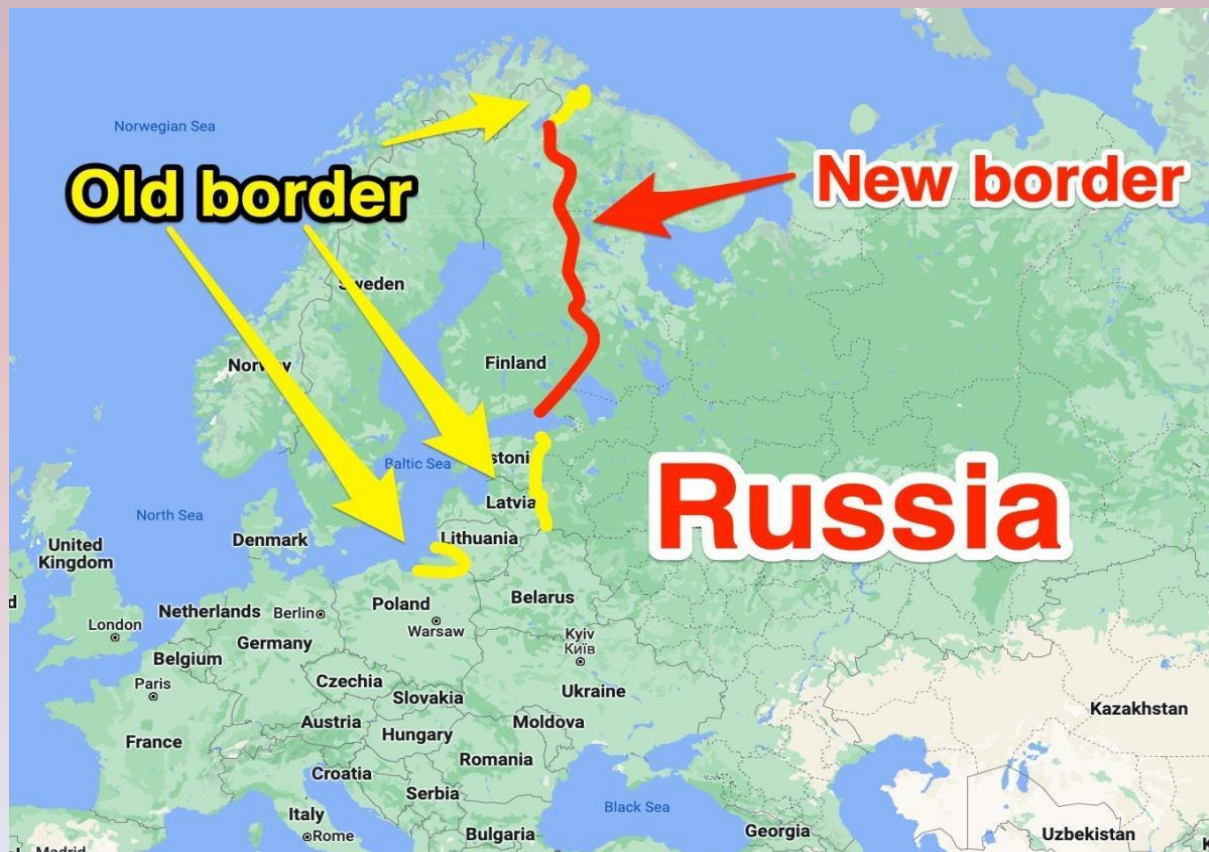 Norwegian Sea
Old border
New border
Sweden
Norway
Finland
Baltic Sea
stoni
Latvia
Russia
North Sea
Denmark
Lithuania
United
Kingdom
Netherlands
Berlin
Poland
Warsaw
Belarus
London
Germany
Belgium
Kyiv
Київ
Paris
Czechia
Slovakia
Ukraine
Austria
Moldova
Kazakhstan
France
Hungary
Romania
Croatia
Serbia
Italy
Black Sea
Rome
Bulgaria
Georgia
Uzbekistan
Madrid